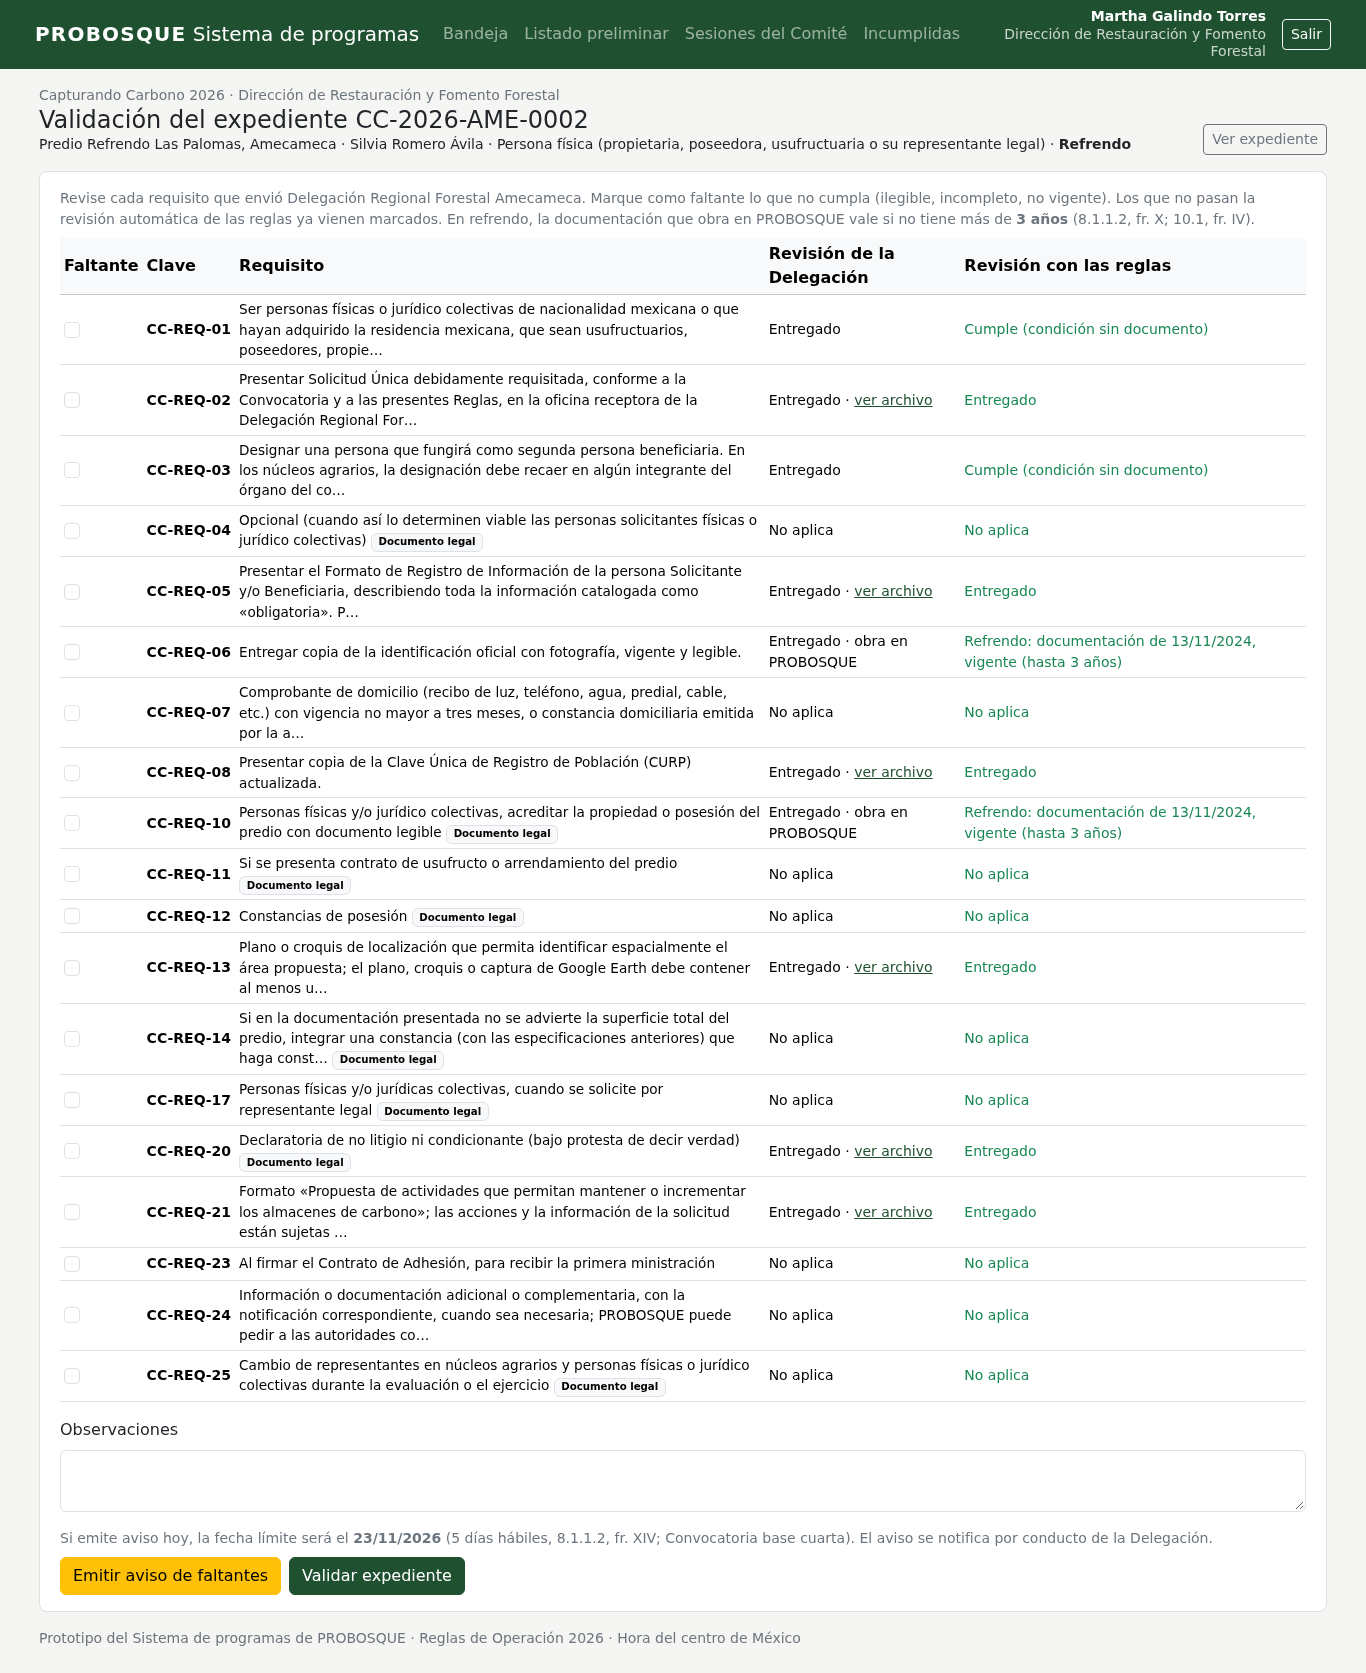 PROBOSQUE Sistema de programas Bandeja Listado preliminar Sesiones del Comité Incumplidas
Martha Galindo Torres
Dirección de Restauración y Fomento
Forestal
Salir
Capturando Carbono 2026 · Dirección de Restauración y Fomento Forestal
Validación del expediente CC-2026-AME-0002
Predio Refrendo Las Palomas, Amecameca · Silvia Romero Ávila · Persona física (propietaria, poseedora, usufructuaria o su representante legal) · Refrendo
Ver expediente
Revise cada requisito que envió Delegación Regional Forestal Amecameca. Marque como faltante lo que no cumpla (ilegible, incompleto, no vigente). Los que no pasan la
revisión automática de las reglas ya vienen marcados. En refrendo, la documentación que obra en PROBOSQUE vale si no tiene más de 3 años (8.1.1.2, fr. X; 10.1, fr. IV).
Faltante Clave Requisito
Revisión de la
Delegación
Revisión con las reglas
CC-REQ-01
Ser personas físicas o jurídico colectivas de nacionalidad mexicana o que
hayan adquirido la residencia mexicana, que sean usufructuarios,
poseedores, propie…
Entregado
Cumple (condición sin documento)
CC-REQ-02
Presentar Solicitud Única debidamente requisitada, conforme a la
Convocatoria y a las presentes Reglas, en la oficina receptora de la
Delegación Regional For…
Entregado · ver archivo
Entregado
CC-REQ-03
Designar una persona que fungirá como segunda persona beneficiaria. En
los núcleos agrarios, la designación debe recaer en algún integrante del
órgano del co…
Entregado
Cumple (condición sin documento)
CC-REQ-04
Opcional (cuando así lo determinen viable las personas solicitantes físicas o
jurídico colectivas) Documento legal
No aplica
No aplica
CC-REQ-05
Presentar el Formato de Registro de Información de la persona Solicitante
y/o Beneficiaria, describiendo toda la información catalogada como
«obligatoria». P…
Entregado · ver archivo
Entregado
CC-REQ-06
Entregar copia de la identificación oficial con fotografía, vigente y legible.
Entregado · obra en
PROBOSQUE
Refrendo: documentación de 13/11/2024,
vigente (hasta 3 años)
CC-REQ-07
Comprobante de domicilio (recibo de luz, teléfono, agua, predial, cable,
etc.) con vigencia no mayor a tres meses, o constancia domiciliaria emitida
por la a…
No aplica
No aplica
CC-REQ-08
Presentar copia de la Clave Única de Registro de Población (CURP)
actualizada.
Entregado · ver archivo
Entregado
CC-REQ-10
Personas físicas y/o jurídico colectivas, acreditar la propiedad o posesión del
predio con documento legible Documento legal
Entregado · obra en
PROBOSQUE
Refrendo: documentación de 13/11/2024,
vigente (hasta 3 años)
CC-REQ-11
Si se presenta contrato de usufructo o arrendamiento del predio
Documento legal
No aplica
No aplica
CC-REQ-12
Constancias de posesión Documento legal
No aplica
No aplica
CC-REQ-13
Plano o croquis de localización que permita identificar espacialmente el
área propuesta; el plano, croquis o captura de Google Earth debe contener
al menos u…
Entregado · ver archivo
Entregado
CC-REQ-14
Si en la documentación presentada no se advierte la superficie total del
predio, integrar una constancia (con las especificaciones anteriores) que
haga const… Documento legal
No aplica
No aplica
CC-REQ-17
Personas físicas y/o jurídicas colectivas, cuando se solicite por
representante legal Documento legal
No aplica
No aplica
CC-REQ-20
Declaratoria de no litigio ni condicionante (bajo protesta de decir verdad)
Documento legal
Entregado · ver archivo
Entregado
CC-REQ-21
Formato «Propuesta de actividades que permitan mantener o incrementar
los almacenes de carbono»; las acciones y la información de la solicitud
están sujetas …
Entregado · ver archivo
Entregado
CC-REQ-23
Al firmar el Contrato de Adhesión, para recibir la primera ministración
No aplica
No aplica
CC-REQ-24
Información o documentación adicional o complementaria, con la
notificación correspondiente, cuando sea necesaria; PROBOSQUE puede
pedir a las autoridades co…
No aplica
No aplica
CC-REQ-25
Cambio de representantes en núcleos agrarios y personas físicas o jurídico
colectivas durante la evaluación o el ejercicio Documento legal
No aplica
No aplica
Observaciones
Si emite aviso hoy, la fecha límite será el 23/11/2026 (5 días hábiles, 8.1.1.2, fr. XIV; Convocatoria base cuarta). El aviso se notifica por conducto de la Delegación.
Emitir aviso de faltantes Validar expediente
Prototipo del Sistema de programas de PROBOSQUE · Reglas de Operación 2026 · Hora del centro de México